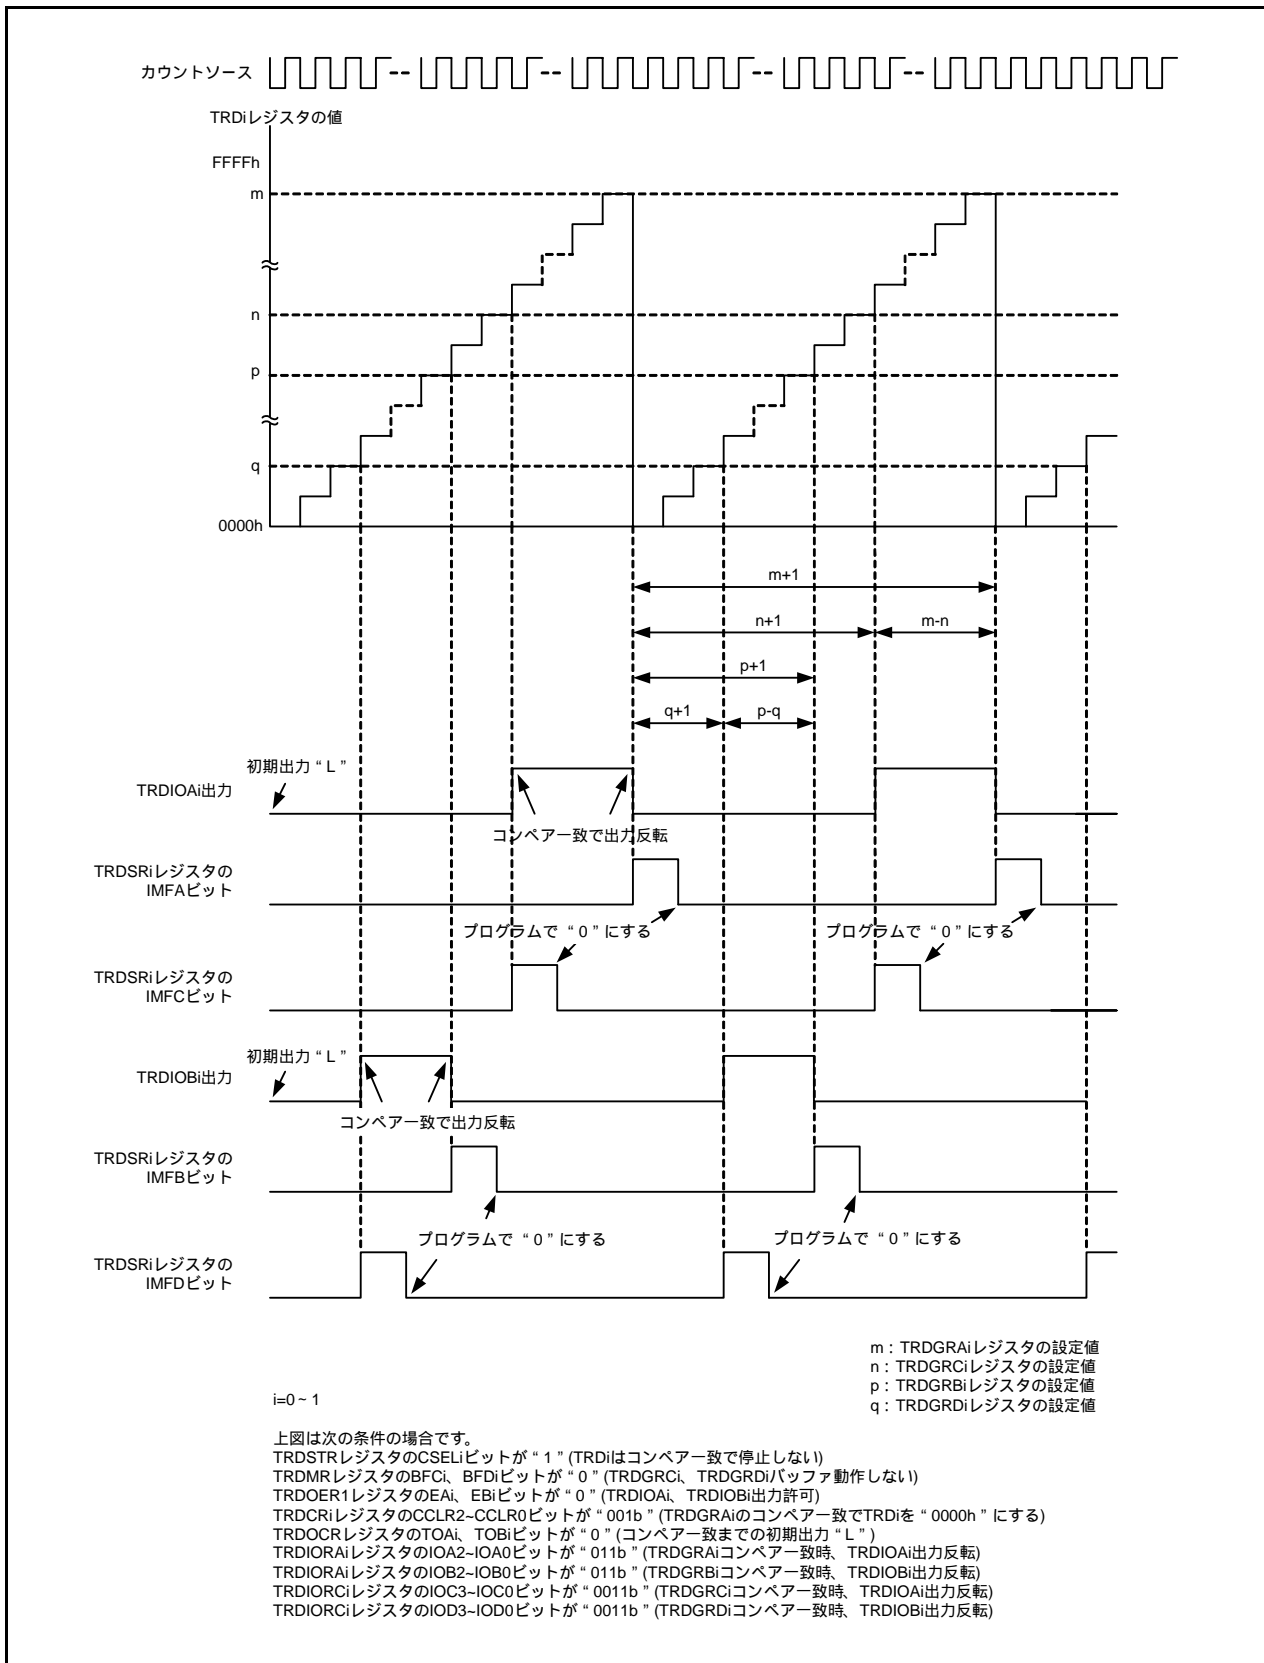 カウントソース
TRDiレジスタの値
FFFFh
m
n
p
q
0000h
m+1
n+1
m-n
p+1
q+1
p-q
初期出力“L”
TRDIOAi出力
コンペア一致で出力反転
TRDSRiレジスタの
IMFAビット
プログラムで“0”にする
プログラムで“0”にする
TRDSRiレジスタの
IMFCビット
初期出力“L”
TRDIOBi出力
コンペア一致で出力反転
TRDSRiレジスタの
IMFBビット
プログラムで“0”にする
プログラムで“0”にする
TRDSRiレジスタの
IMFDビット
m : TRDGRAiレジスタの設定値
n : TRDGRCiレジスタの設定値
p : TRDGRBiレジスタの設定値
q : TRDGRDiレジスタの設定値
i=0~1
上図は次の条件の場合です。
TRDSTRレジスタのCSELiビットが“1”(TRDiはコンペア一致で停止しない)
TRDMRレジスタのBFCi、BFDiビットが“0”(TRDGRCi、TRDGRDiバッファ動作しない)
TRDOER1レジスタのEAi、EBiビットが“0”(TRDIOAi、TRDIOBi出力許可)
TRDCRiレジスタのCCLR2~CCLR0ビットが“001b”(TRDGRAiのコンペア一致でTRDiを“0000h”にする)
TRDOCRレジスタのTOAi、TOBiビットが“0”(コンペア一致までの初期出力“L”)
TRDIORAiレジスタのIOA2~IOA0ビットが“011b”(TRDGRAiコンペア一致時、TRDIOAi出力反転)
TRDIORAiレジスタのIOB2~IOB0ビットが“011b”(TRDGRBiコンペア一致時、TRDIOBi出力反転)
TRDIORCiレジスタのIOC3~IOC0ビットが“0011b”(TRDGRCiコンペア一致時、TRDIOAi出力反転)
TRDIORCiレジスタのIOD3~IOD0ビットが“0011b”(TRDGRDiコンペア一致時、TRDIOBi出力反転)